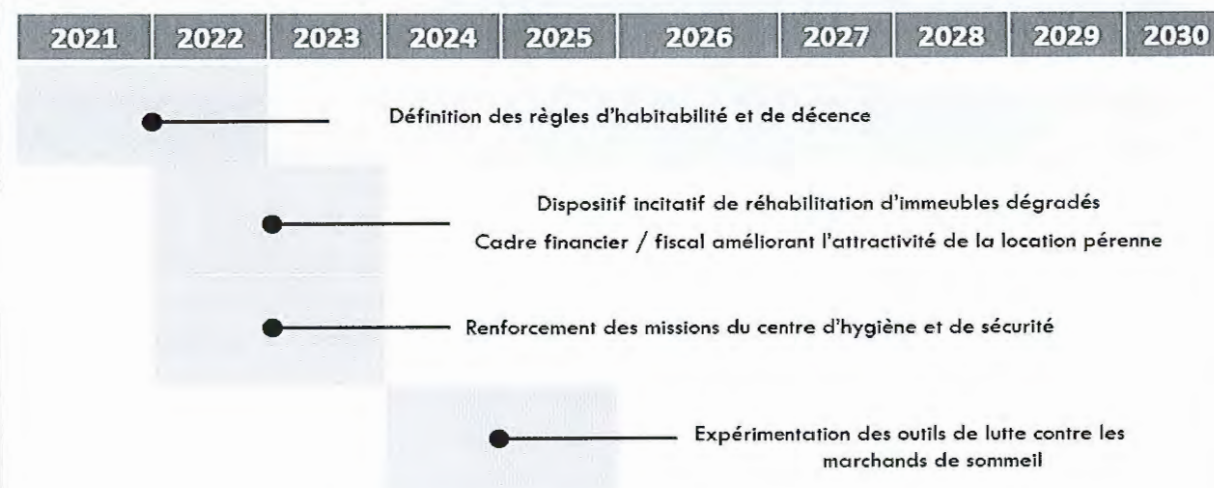 2021 2022 2023 2024 2025 2026 2027 2028 2029 2030
Définition des règles d'habitabilité et de décence
Dispositif incitatif de réhabilitation d'immeubles dégradés
Cadre financier / fiscal améliorant l'attractivité de la location pérenne
Renforcement des missions du centre d'hygiène et de sécurité
Expérimentation des outils de lutte contre les
marchands de sommeil